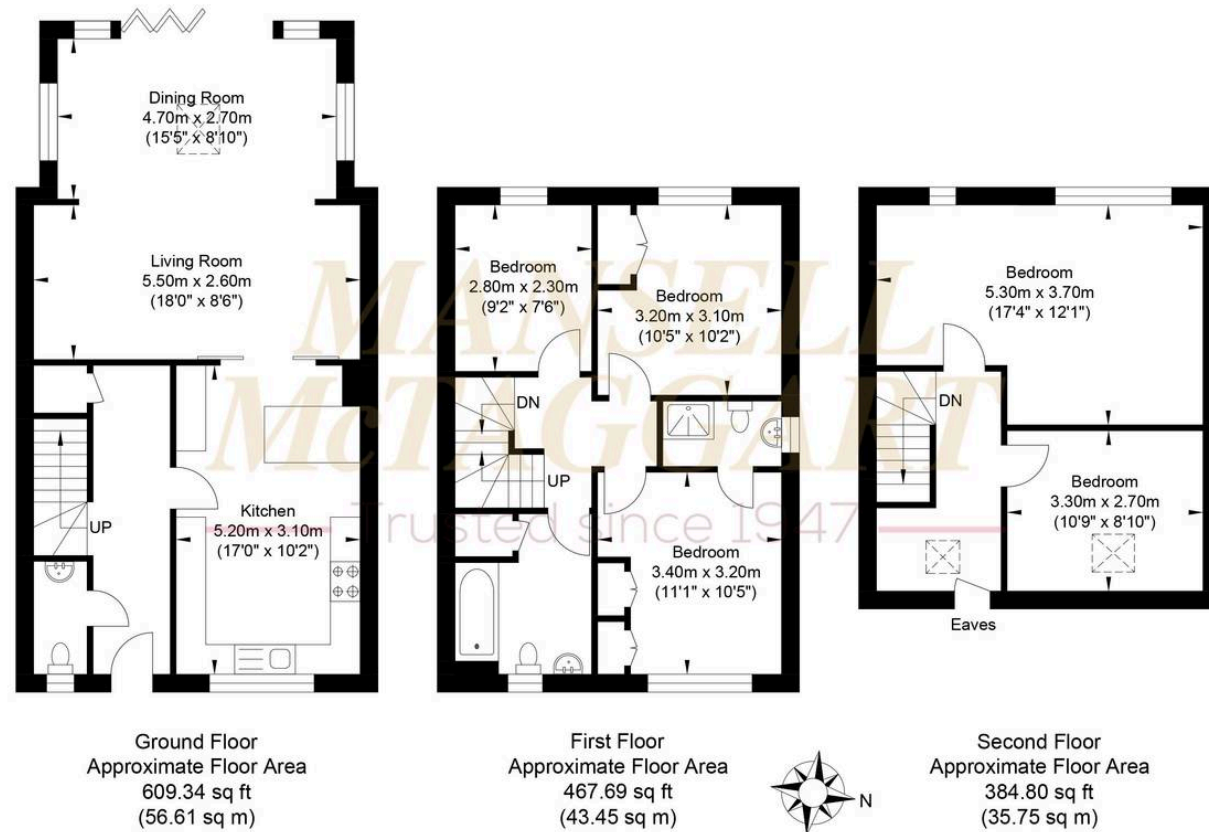 Dining Room
4.70m x 2.70m
(15'5" x 8'10")
Living Room
5.50m x 2.60m
(18'0" x 8'6")
UP
Kitchen
5.20m x 3.10m
(17'0" x 10'2")
Ground Floor
Approximate Floor Area
609.34 sq ft
(56.61 sq m)
Bedroom
2.80m x 2.30m
(9'2" x 7'6")
Bedroom
3.20m x 3.10m
(10'5" x 10'2")
DN
UP
Bedroom
3.40m x 3.20m
(11'1" x 10'5")
First Floor
Approximate Floor Area
467.69 sq ft
(43.45 sq m)
N
Bedroom
5.30m x 3.70m
(17'4" x 12'1")
DN
Bedroom
3.30m x 2.70m
(10'9" x 8'10")
Eaves
Second Floor
Approximate Floor Area
384.80 sq ft
(35.75 sq m)
MANSELL
McTAGGART
Trusted since 1947